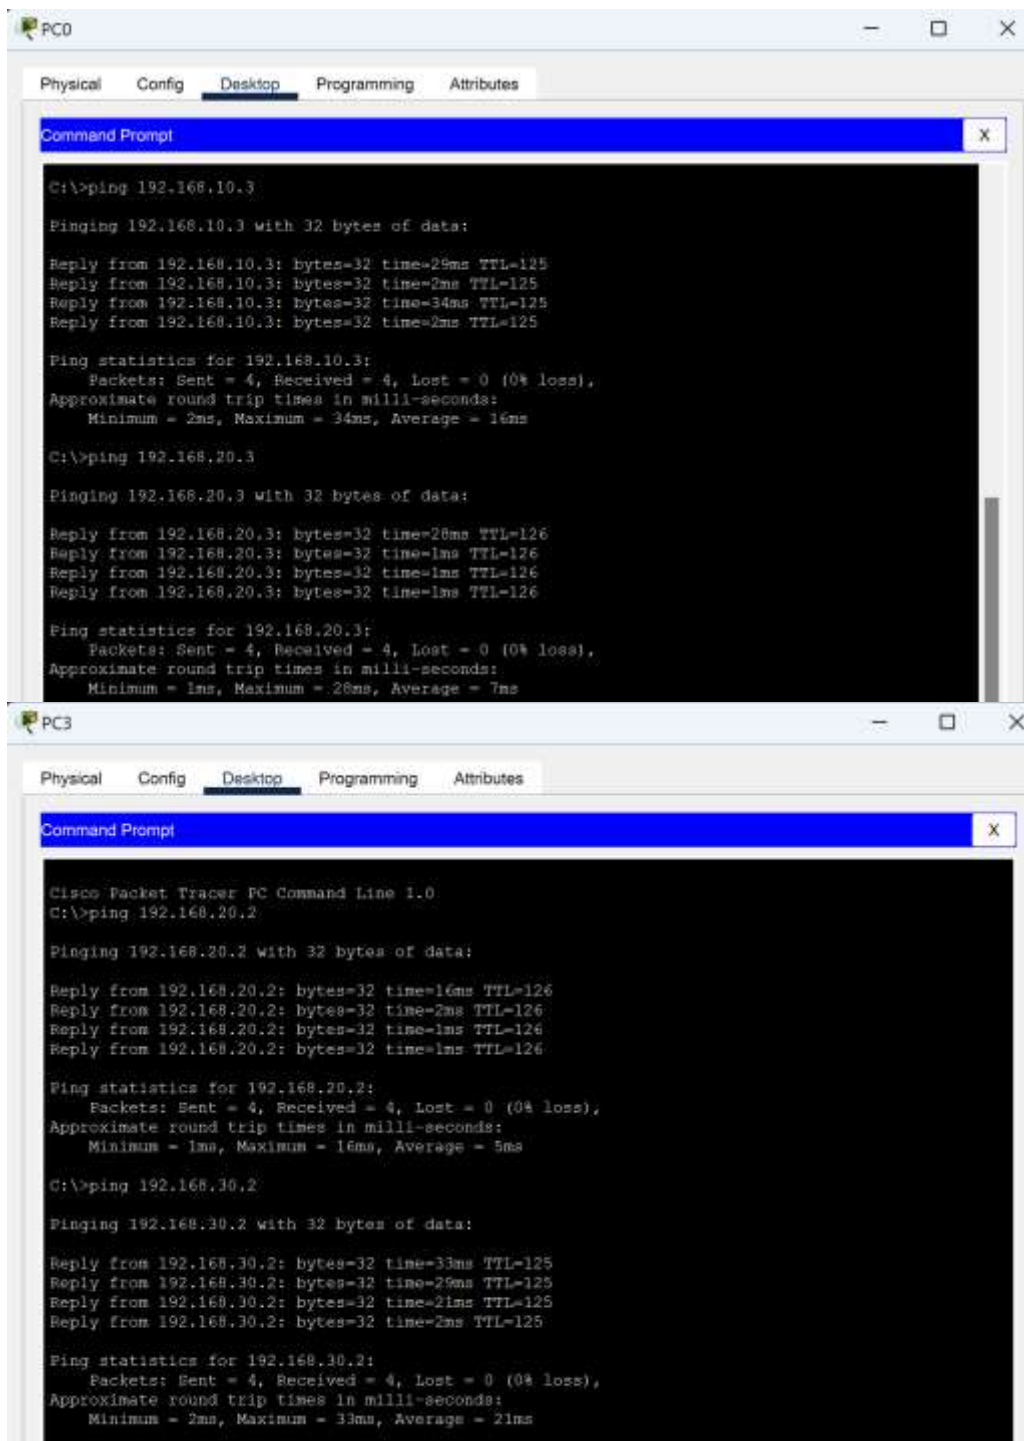 PC0
Physical Config Desktop Programming Attributes
Command Prompt
X
C:\>ping 192.168.10.3
Pinging 192.168.10.3 with 32 bytes of data:
Reply from 192.168.10.3: bytes=32 time=29ms TTL=125
Reply from 192.168.10.3: bytes=32 time=2ms TTL=125
Reply from 192.168.10.3: bytes=32 time=34ms TTL=125
Reply from 192.168.10.3: bytes=32 time=2ms TTL=125
Ping statistics for 192.168.10.3:
Packets: Sent = 4, Received = 4, Lost = 0 (0% loss),
Approximate round trip times in milli-seconds:
Minimum = 2ms, Maximum = 34ms, Average = 16ms
C:\>ping 192.168.20.3
Pinging 192.168.20.3 with 32 bytes of data:
Reply from 192.168.20.3: bytes=32 time=28ms TTL=126
Reply from 192.168.20.3: bytes=32 time=1ms TTL=126
Reply from 192.168.20.3: bytes=32 time=1ms TTL=126
Reply from 192.168.20.3: bytes=32 time=1ms TTL=126
Ping statistics for 192.168.20.3:
Packets: Sent = 4, Received = 4, Lost = 0 (0% loss),
Approximate round trip times in milli-seconds:
Minimum = 1ms, Maximum = 28ms, Average = 7ms
PC3
Physical Config Desktop Programming Attributes
Command Prompt
X
Cisco Packet Tracer PC Command Line 1.0
C:\>ping 192.168.20.2
Pinging 192.168.20.2 with 32 bytes of data:
Reply from 192.168.20.2: bytes=32 time=16ms TTL=126
Reply from 192.168.20.2: bytes=32 time=2ms TTL=126
Reply from 192.168.20.2: bytes=32 time=1ms TTL=126
Reply from 192.168.20.2: bytes=32 time=1ms TTL=126
Ping statistics for 192.168.20.2:
Packets: Sent = 4, Received = 4, Lost = 0 (0% loss),
Approximate round trip times in milli-seconds:
Minimum = 1ms, Maximum = 16ms, Average = 5ms
C:\>ping 192.168.30.2
Pinging 192.168.30.2 with 32 bytes of data:
Reply from 192.168.30.2: bytes=32 time=33ms TTL=125
Reply from 192.168.30.2: bytes=32 time=29ms TTL=125
Reply from 192.168.30.2: bytes=32 time=21ms TTL=125
Reply from 192.168.30.2: bytes=32 time=2ms TTL=125
Ping statistics for 192.168.30.2:
Packets: Sent = 4, Received = 4, Lost = 0 (0% loss),
Approximate round trip times in milli-seconds:
Minimum = 2ms, Maximum = 33ms, Average = 21ms